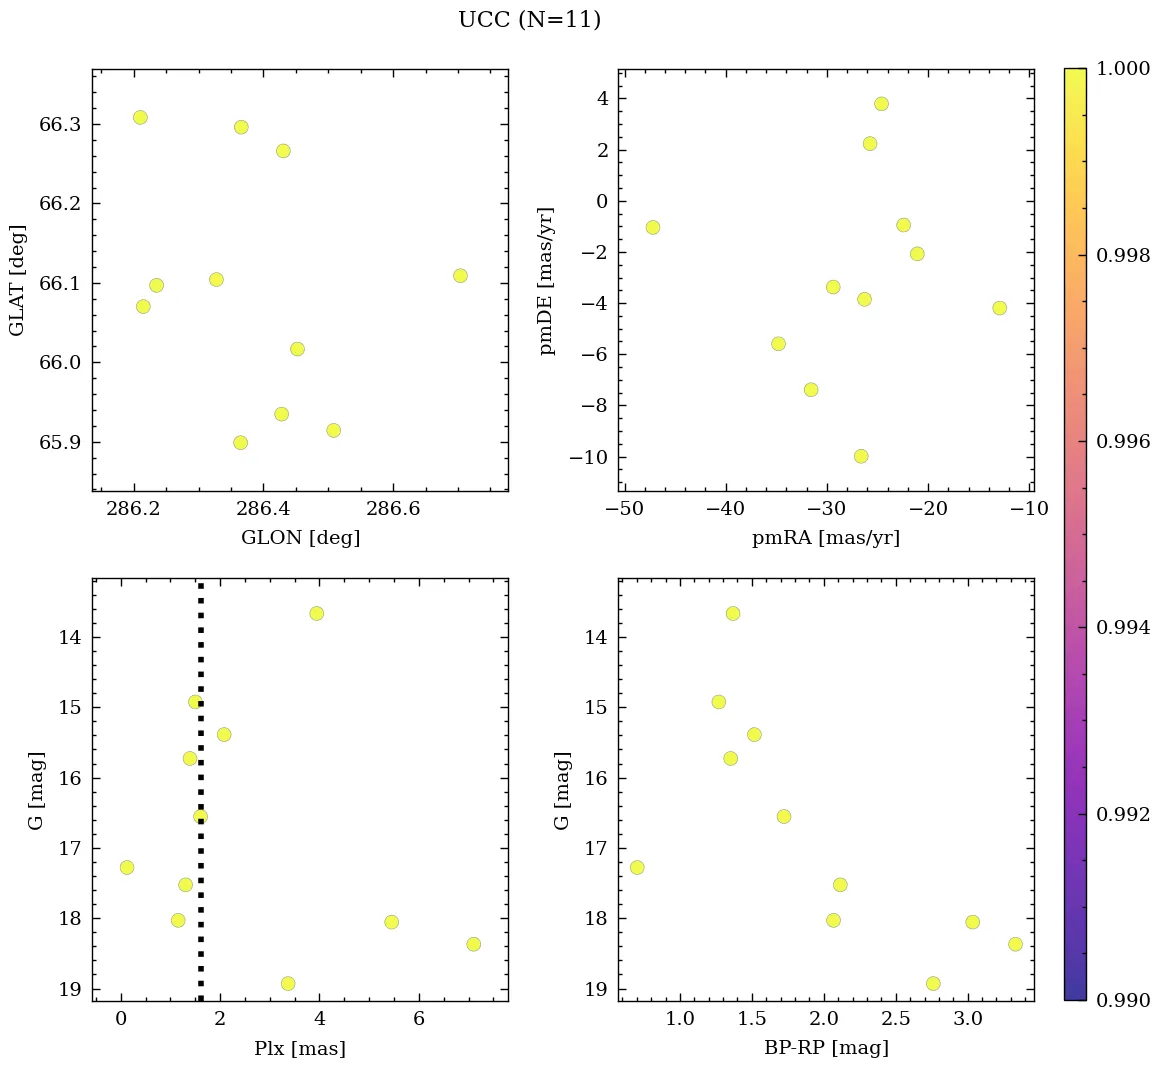 UCC (N=11)
66.3
66.2
66.1
66.0
65.9
GLAT [deg]
286.2 286.4 286.6
GLON [deg]
4
2
0
−2
−4
−6
−8
−10
pmDE [mas/yr]
−50 −40 −30 −20 −10
pmRA [mas/yr]
14
15
16
17
18
19
G [mag]
0 2 4 6
Plx [mas]
14
15
16
17
18
19
G [mag]
1.0 1.5 2.0 2.5 3.0
BP-RP [mag]
1.000
0.998
0.996
0.994
0.992
0.990